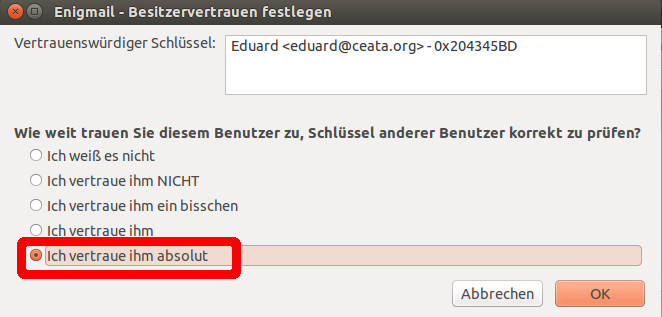 Enigmail - Besitzervertrauen festlegen
Vertrauenswürdiger Schlüssel:
Eduard <eduard@ceata.org> - 0x204345BD
Wie weit trauen Sie diesem Benutzer zu, Schlüssel anderer Benutzer korrekt zu prüfen?
Ich weiß es nicht
Ich vertraue ihm NICHT
Ich vertraue ihm ein bisschen
Ich vertraue ihm
Ich vertraue ihm absolut
Abbrechen
OK